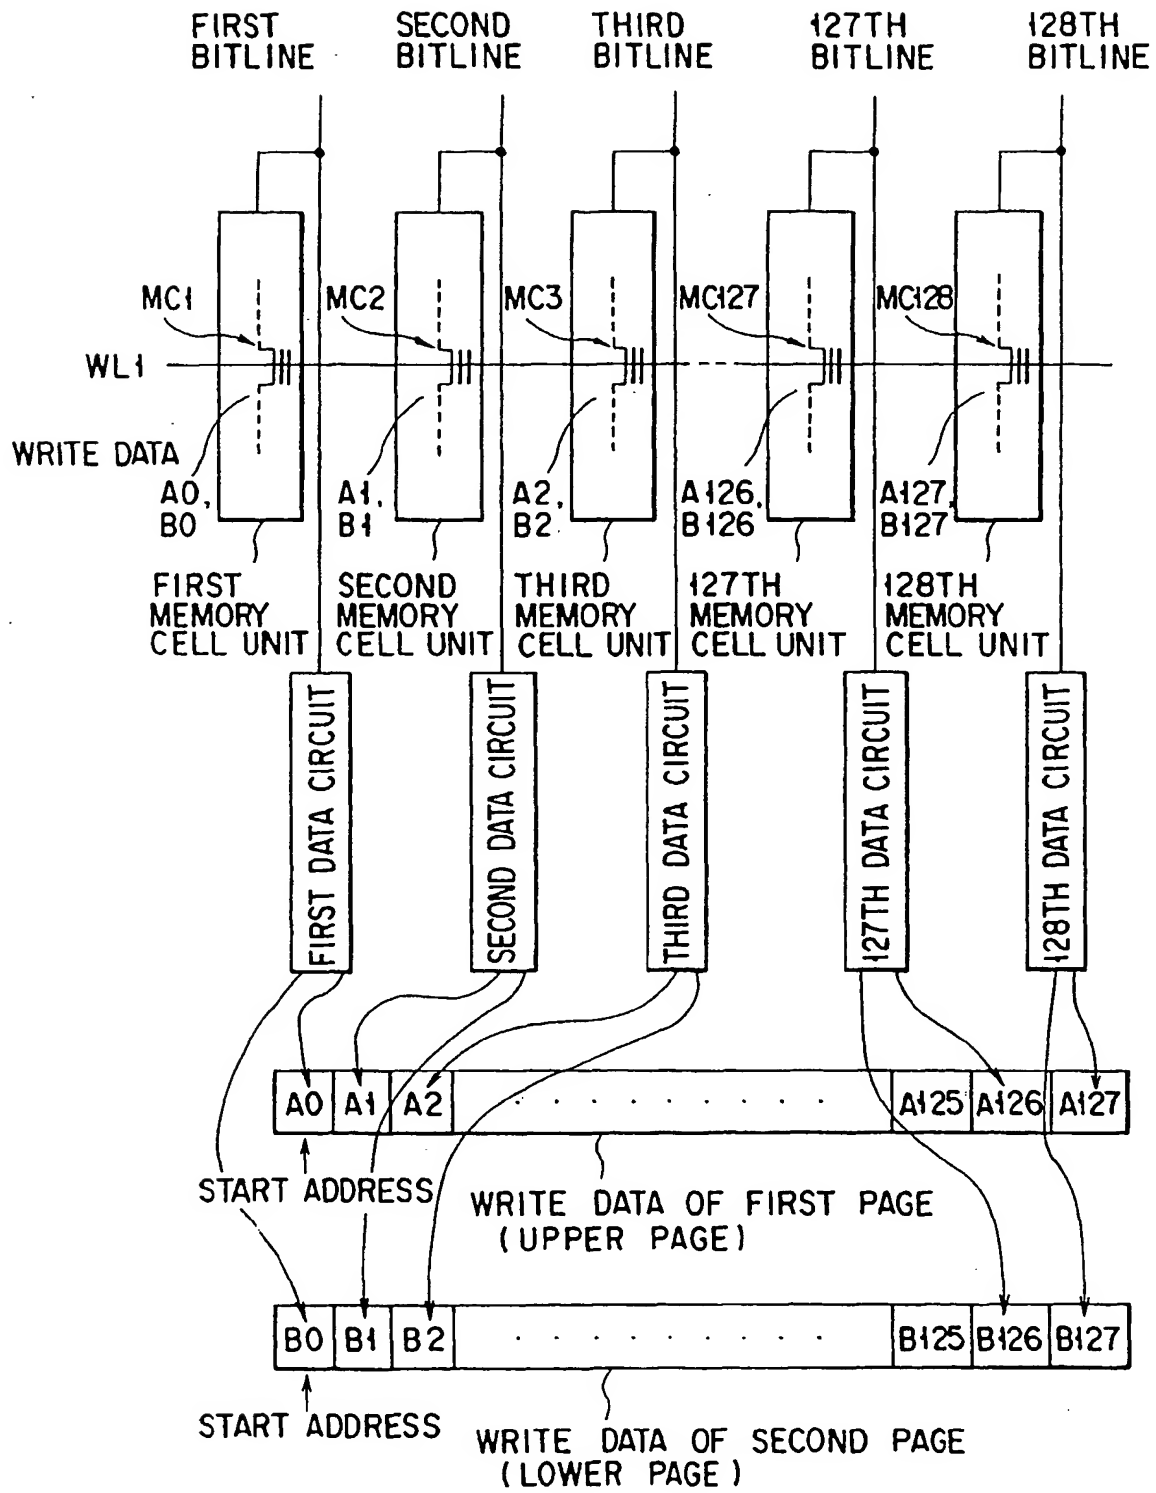 FIRST BITLINE
SECOND BITLINE
THIRD BITLINE
127TH BITLINE
128TH BITLINE
MC1
MC2
MC3
MC127
MC128
WL1
WRITE DATA
A0, B0
A1, B1
A2, B2
A126, B126
A127, B127
FIRST MEMORY CELL UNIT
SECOND MEMORY CELL UNIT
THIRD MEMORY CELL UNIT
127TH MEMORY CELL UNIT
128TH MEMORY CELL UNIT
FIRST DATA CIRCUIT
SECOND DATA CIRCUIT
THIRD DATA CIRCUIT
127TH DATA CIRCUIT
128TH DATA CIRCUIT
A0 A1 A2 . . . . . . . . . A125 A126 A127
START ADDRESS
WRITE DATA OF FIRST PAGE
(UPPER PAGE)
B0 B1 B2 . . . . . . . . . B125 B126 B127
START ADDRESS
WRITE DATA OF SECOND PAGE
(LOWER PAGE)